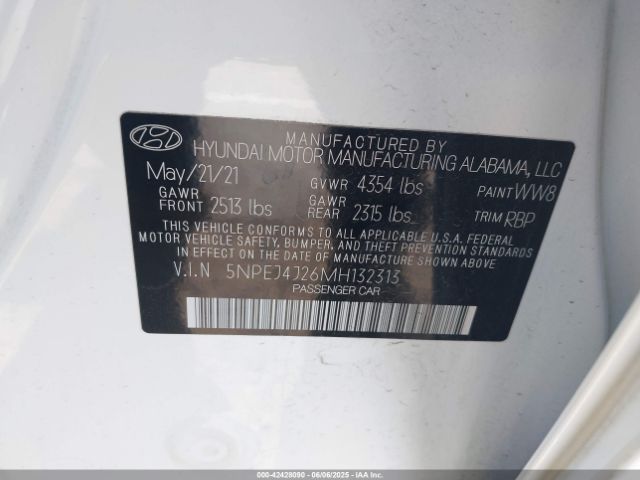 MANUFACTURED BY
HYUNDAI MOTOR MANUFACTURING ALABAMA, LLC
May/21/21 GVWR 4354 lbs PAINT WW8
GAWR FRONT 2513 lbs GAWR REAR 2315 lbs TRIM RBP
THIS VEHICLE CONFORMS TO ALL APPLICABLE U.S.A. FEDERAL
MOTOR VEHICLE SAFETY, BUMPER, AND THEFT PREVENTION STANDARDS
IN EFFECT ON THE DATE OF MANUFACTURE SHOWN ABOVE.
V.I.N 5NPEJ4J26MH132313
PASSENGER CAR
000-42428090 - 06/06/2025 - IAAI.COM